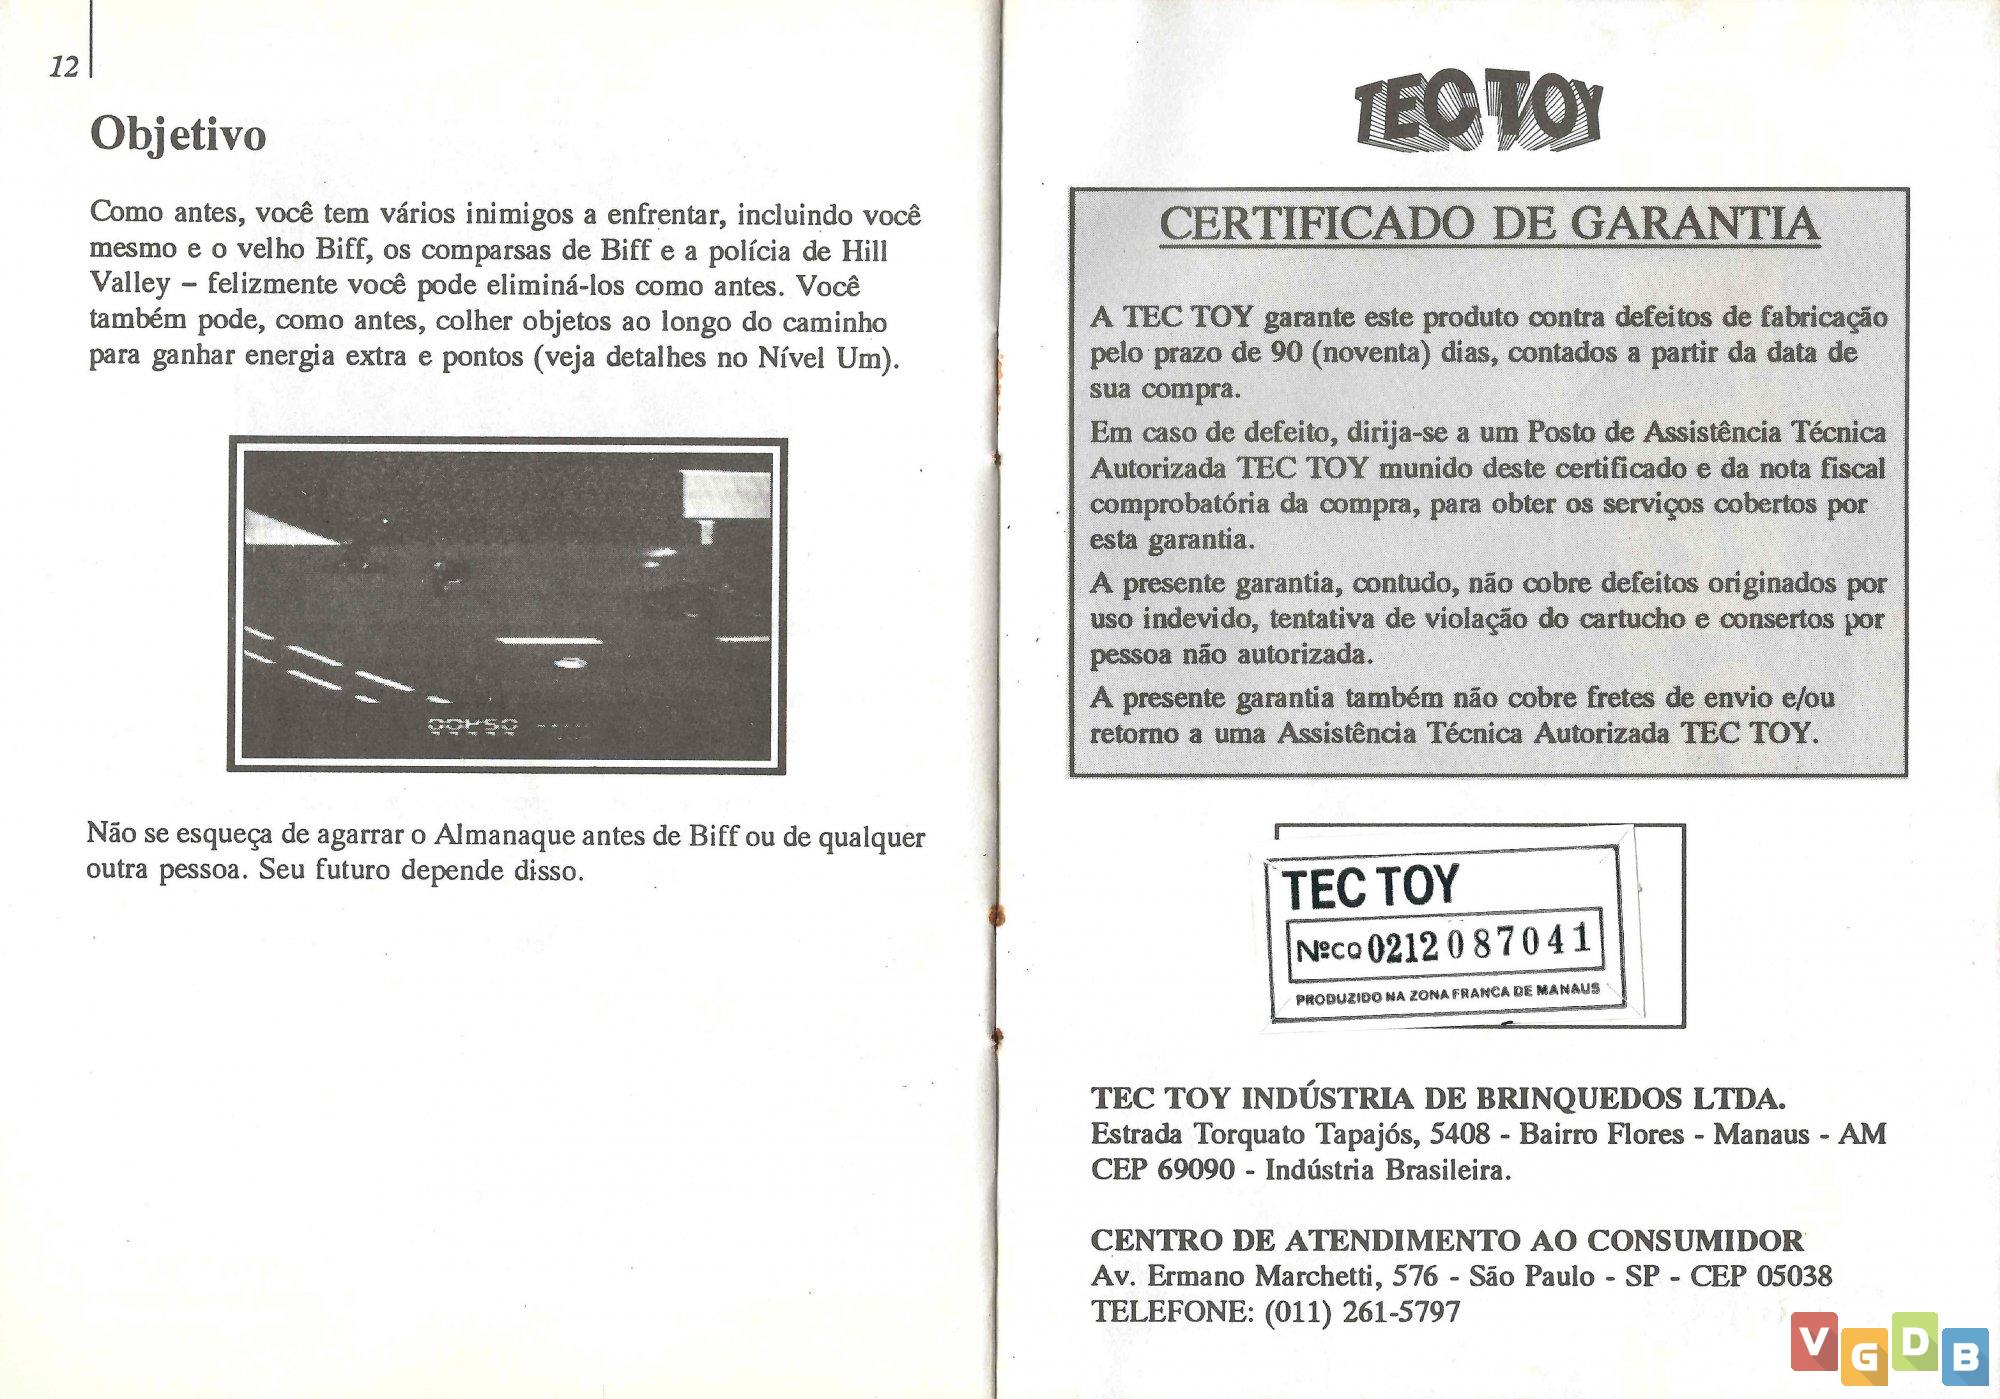 12
Objetivo
Como antes, você tem vários inimigos a enfrentar, incluindo você
mesmo e o velho Biff, os comparsas de Biff e a polícia de Hill
Valley – felizmente você pode eliminá-los como antes. Você
também pode, como antes, colher objetos ao longo do caminho
para ganhar energia extra e pontos (veja detalhes no Nível Um).
Não se esqueça de agarrar o Almanaque antes de Biff ou de qualquer
outra pessoa. Seu futuro depende disso.
TEC TOY
CERTIFICADO DE GARANTIA
A TEC TOY garante este produto contra defeitos de fabricação
pelo prazo de 90 (noventa) dias, contados a partir da data de
sua compra.
Em caso de defeito, dirija-se a um Posto de Assistência Técnica
Autorizada TEC TOY munido deste certificado e da nota fiscal
comprobatória da compra, para obter os serviços cobertos por
esta garantia.
A presente garantia, contudo, não cobre defeitos originados por
uso indevido, tentativa de violação do cartucho e consertos por
pessoa não autorizada.
A presente garantia também não cobre fretes de envio e/ou
retorno a uma Assistência Técnica Autorizada TEC TOY.
TEC TOY
Nº CQ 0212 087041
PRODUZIDO NA ZONA FRANCA DE MANAUS
TEC TOY INDÚSTRIA DE BRINQUEDOS LTDA.
Estrada Torquato Tapajós, 5408 - Bairro Flores - Manaus - AM
CEP 69090 - Indústria Brasileira.
CENTRO DE ATENDIMENTO AO CONSUMIDOR
Av. Ermano Marchetti, 576 - São Paulo - SP - CEP 05038
TELEFONE: (011) 261-5797
VGDB